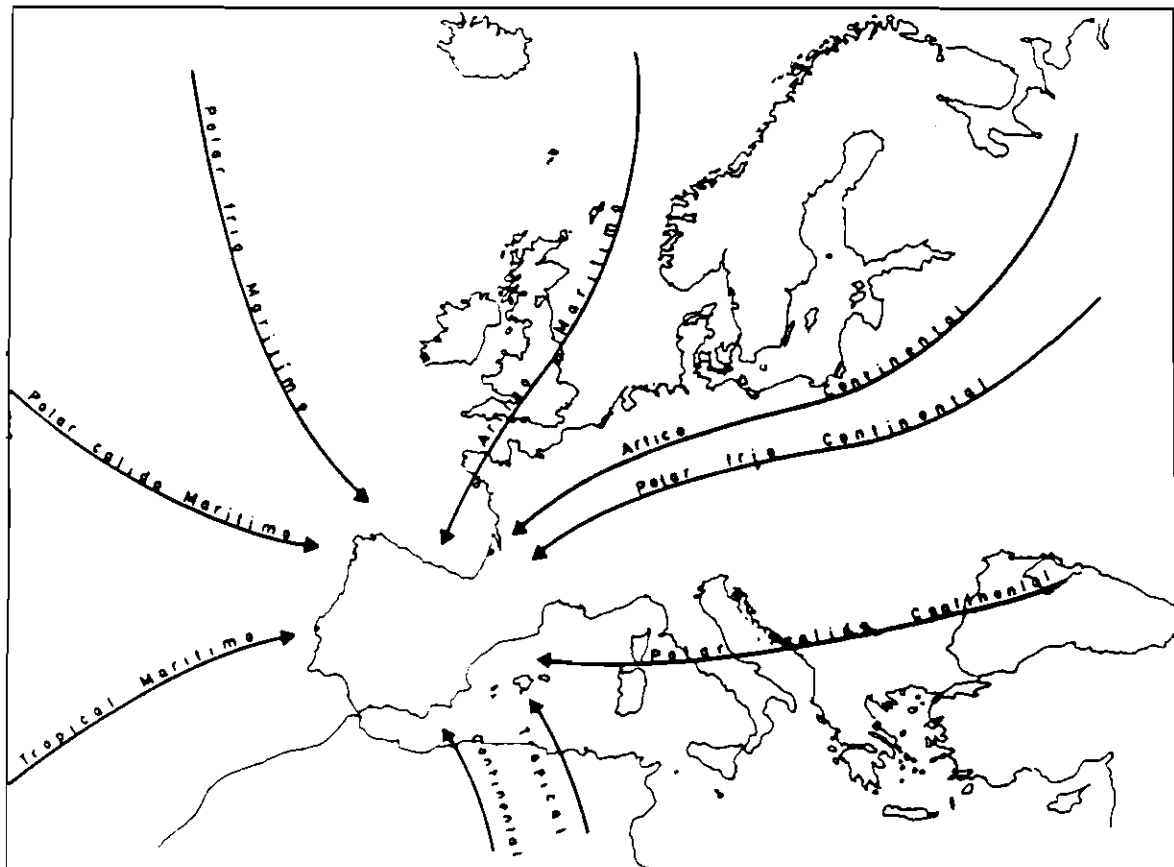 Polar frio Maritimo
Artico Maritimo
Polar calido Maritimo
Artico Continental
Polar frio Continental
Polar Calido Continental
Tropical Maritimo
Tropical
Continental